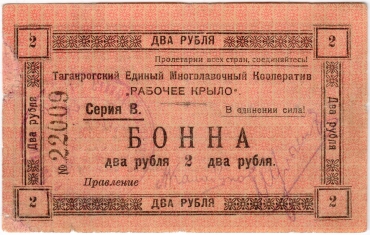 2 ДВА РУБЛЯ 2
Пролетарии всех стран, соединяйтесь!
Таганрогский Единый Многолавочный Кооператив
„РАБОЧЕЕ КРЫЛО"
Серия 8. В единении сила!
БОННА
два рубля 2 два рубля.
Правление
№ 22009
Два рубля
Два рубля
2 ДВА РУБЛЯ 2